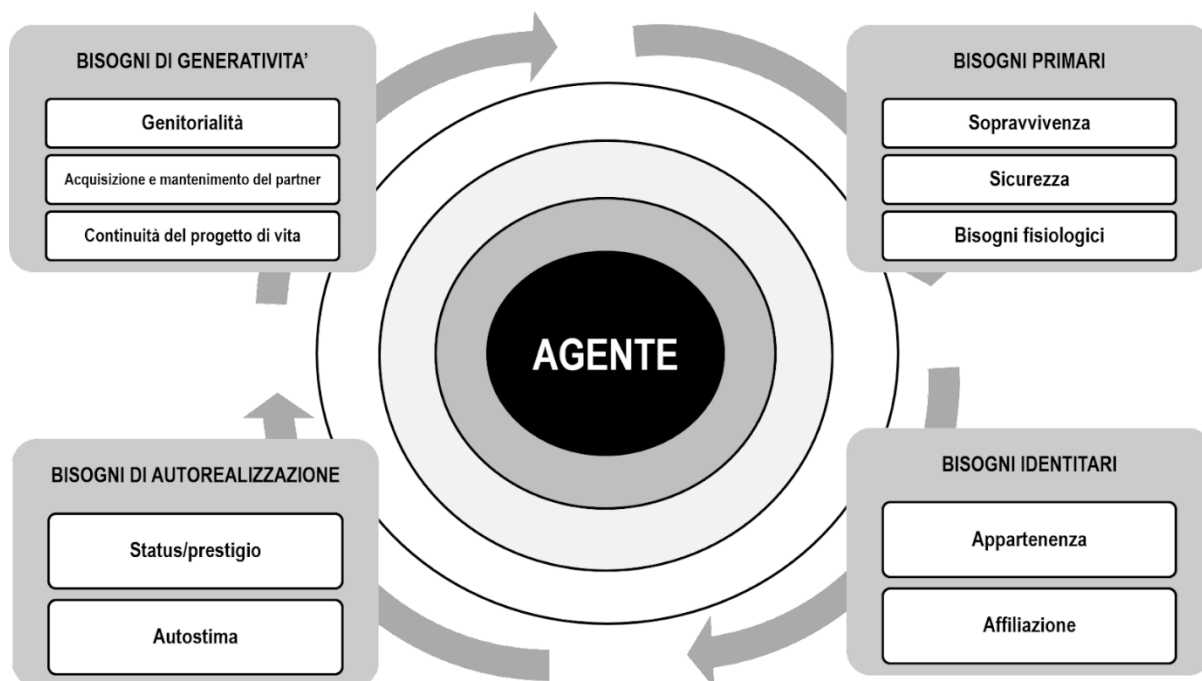 BISOGNI DI GENERATIVITA'
Genitorialità
Acquisizione e mantenimento del partner
Continuità del progetto di vita
BISOGNI PRIMARI
Sopravvivenza
Sicurezza
Bisogni fisiologici
AGENTE
BISOGNI DI AUTOREALIZZAZIONE
Status/prestigio
Autostima
BISOGNI IDENTITARI
Appartenenza
Affiliazione